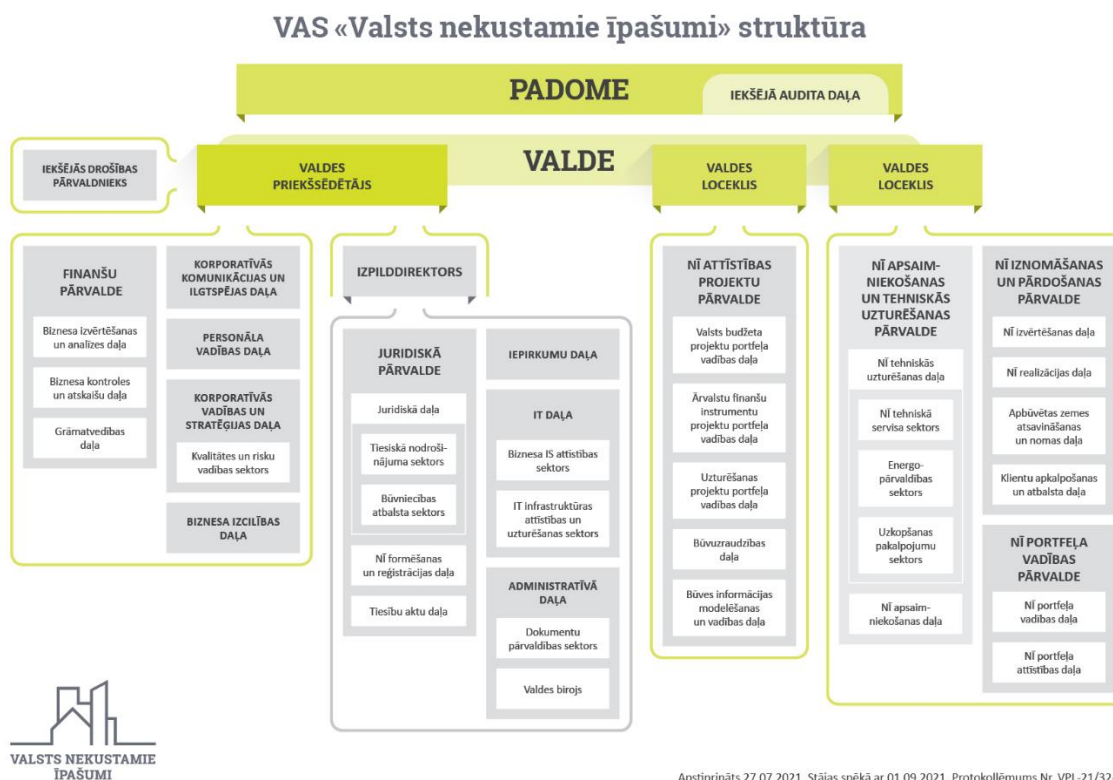 VAS «Valsts nekustamie īpašumi» struktūra
PADOME
IEKŠĒJĀ AUDITA DAĻA
VALDE
IEKŠĒJĀS DROŠĪBAS
PĀRVALDNIEKS
VALDES
PRIEKŠSĒDĒTĀJS
VALDES
LOCEKLIS
VALDES
LOCEKLIS
FINANŠU
PĀRVALDE
Biznesa izvērtēšanas
un analīzes daļa
Biznesa kontroles
un atskaišu daļa
Grāmatvedības
daļa
KORPORATĪVĀS
KOMUNIKĀCIJAS UN
ILGTSPĒJAS DAĻA
PERSONĀLA
VADĪBAS DAĻA
KORPORATĪVĀS
VADĪBAS UN
STRATĒĢIJAS DAĻA
Kvalitātes un risku
vadības sektors
BIZNESA IZCILĪBAS
DAĻA
IZPILDDIREKTORS
JURIDISKĀ
PĀRVALDE
Juridiskā daļa
Tiesiskā nodroši-
nājuma sektors
Būvniecības
atbalsta sektors
NĪ formēšanas
un reģistrācijas daļa
Tiesību aktu daļa
IEPIRKUMU DAĻA
IT DAĻA
Biznesa IS attīstības
sektors
IT infrastruktūras
attīstības un
uzturēšanas sektors
ADMINISTRATĪVĀ
DAĻA
Dokumentu
pārvaldības sektors
Valdes birojs
NĪ ATTĪSTĪBAS
PROJEKTU
PĀRVALDE
Valsts budžeta
projektu portfeļa
vadības daļa
Ārvalstu finanšu
instrumentu
projektu portfeļa
vadības daļa
Uzturēšanas
projektu portfeļa
vadības daļa
Būvuzraudzības
daļa
Būves informācijas
modelēšanas
un vadības daļa
NĪ APSAIM-
NIEKOŠANAS
UN TEHNISKĀS
UZTURĒŠANAS
PĀRVALDE
NĪ tehniskās
uzturēšanas daļa
NĪ tehniskā
servisa sektors
Energo-
pārvaldības
sektors
Uzkopšanas
pakalpojumu
sektors
NĪ apsaim-
niekošanas daļa
NĪ IZNOMĀŠANAS
UN PĀRDOŠANAS
PĀRVALDE
NĪ izvērtēšanas daļa
NĪ realizācijas daļa
Apbūvētas zemes
atsavināšanas
un nomas daļa
Klientu apkalpošanas
un atbalsta daļa
NĪ PORTFEĻA
VADĪBAS
PĀRVALDE
NĪ portfeļa
vadības daļa
NĪ portfeļa
attīstības daļa
VALSTS NEKUSTAMIE
ĪPAŠUMI
Apstiprināts 27.07.2021. Stājas spēkā ar 01.09.2021. Protokollēmums Nr. VPL-21/32